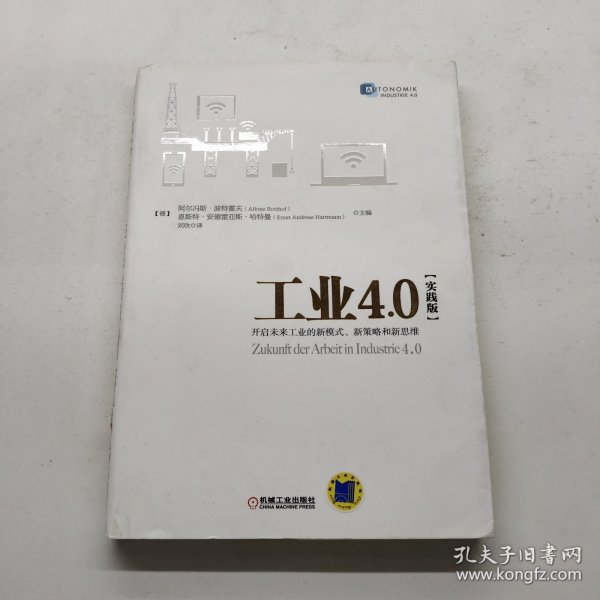 AUTONOMIK
INDUSTRIE 4.0
【德】
阿尔冯斯·波特霍夫（Alfons Botthof）
恩斯特·安德雷亚斯·哈特曼（Ernst Andreas Hartmann）
◎主编
刘欣◎译
工业4.0
【实践版】
开启未来工业的新模式、新策略和新思维
Zukunft der Arbeit in Industrie 4.0
机械工业出版社
CHINA MACHINE PRESS
孔夫子旧书网
www.kongfz.com